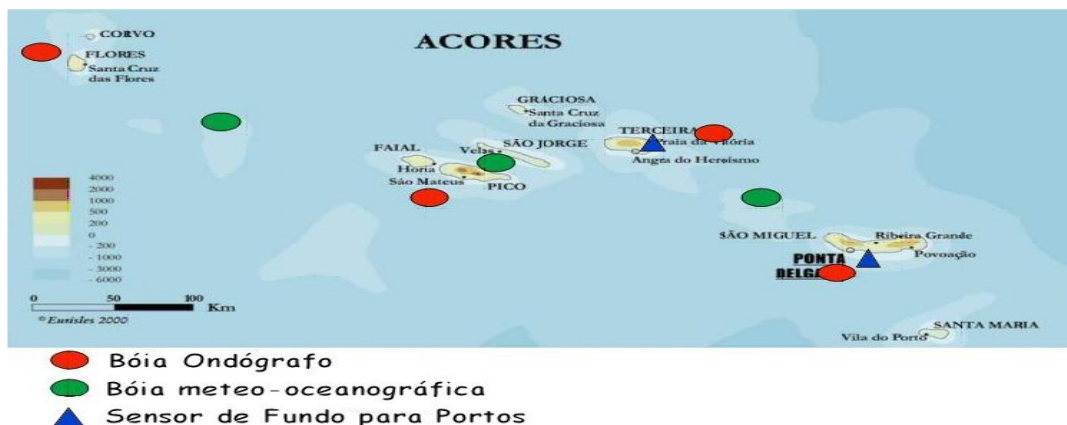 ACORES
CORVO
FLORES
Santa Cruz
das Flores
GRACIOSA
Santa Cruz
da Graciosa
TERCEIRA
Praia da Vitória
Angra do Heroísmo
SÃO JORGE
Velas
FAIAL
Horta
São Mateus
PICO
SÃO MIGUEL
Ribeira Grande
Povoação
PONTA
DELGA
SANTA MARIA
Vila do Porto
4000
2000
1000
500
200
0
- 200
- 1000
- 3000
- 6000
0 50 100
Km
© Eurisles 2000
Bóia Ondógrafo
Bóia meteo-oceanográfica
Sensor de Fundo para Portos